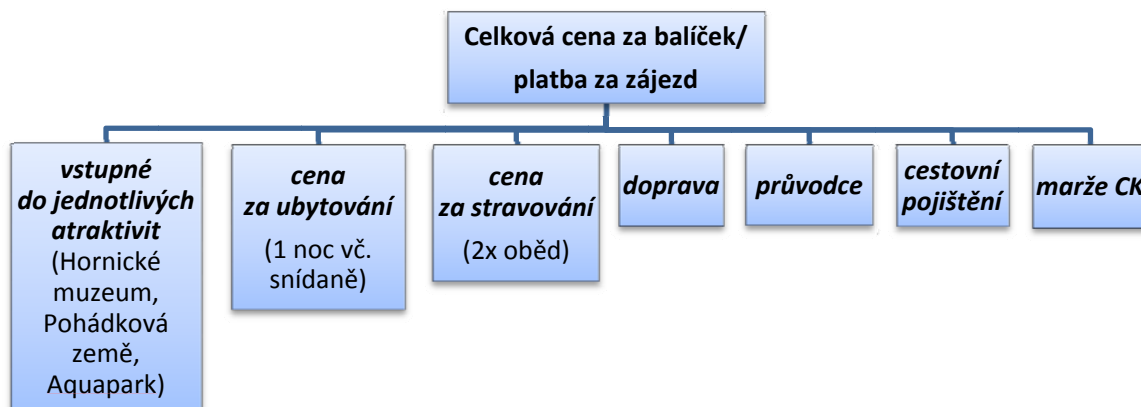 Celková cena za balíček/
platba za zájezd
vstupné
do jednotlivých
atraktivit
(Hornické
muzeum,
Pohádková
země,
Aquapark)
cena
za ubytování
(1 noc vč.
snídaně)
cena
za stravování
(2x oběd)
doprava
průvodce
cestovní
pojištění
marže CK